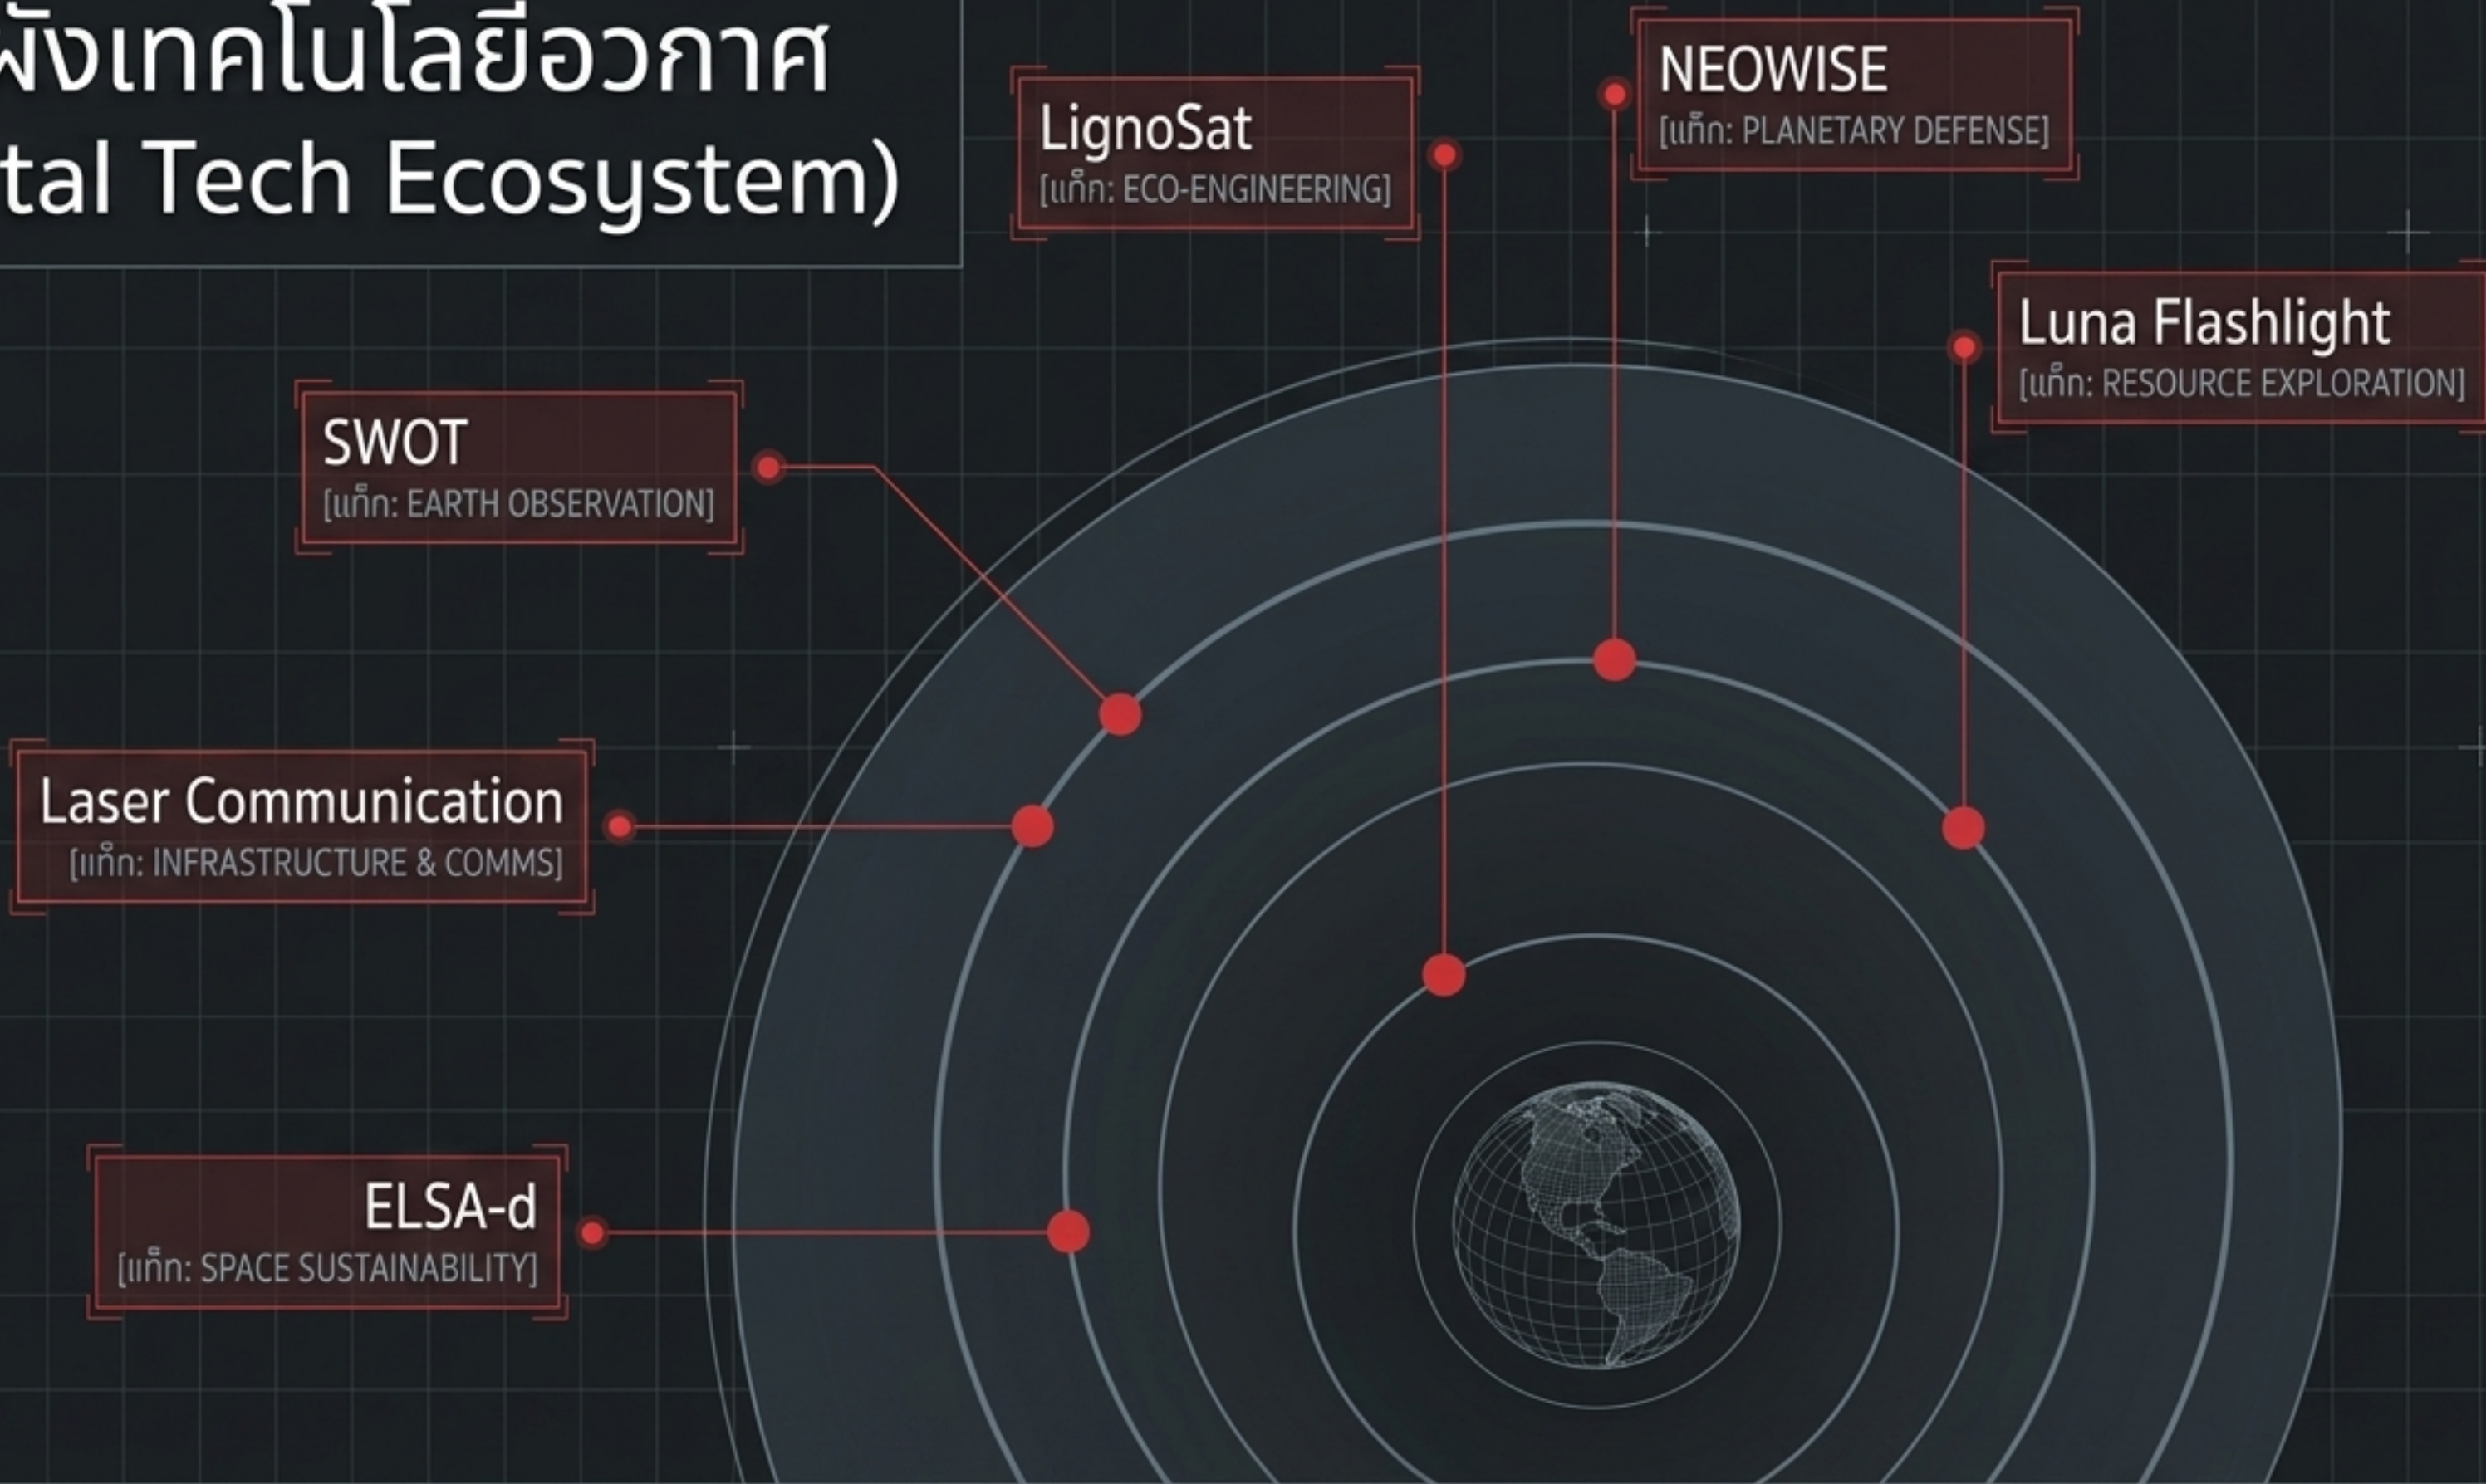 ผังเทคโนโลยีอวกาศ
tal Tech Ecosystem)
LignoSat
[แท็ก: ECO-ENGINEERING]
NEOWISE
[แท็ก: PLANETARY DEFENSE]
Luna Flashlight
[แท็ก: RESOURCE EXPLORATION]
SWOT
[แท็ก: EARTH OBSERVATION]
Laser Communication
[แท็ก: INFRASTRUCTURE & COMMS]
ELSA-d
[แท็ก: SPACE SUSTAINABILITY]